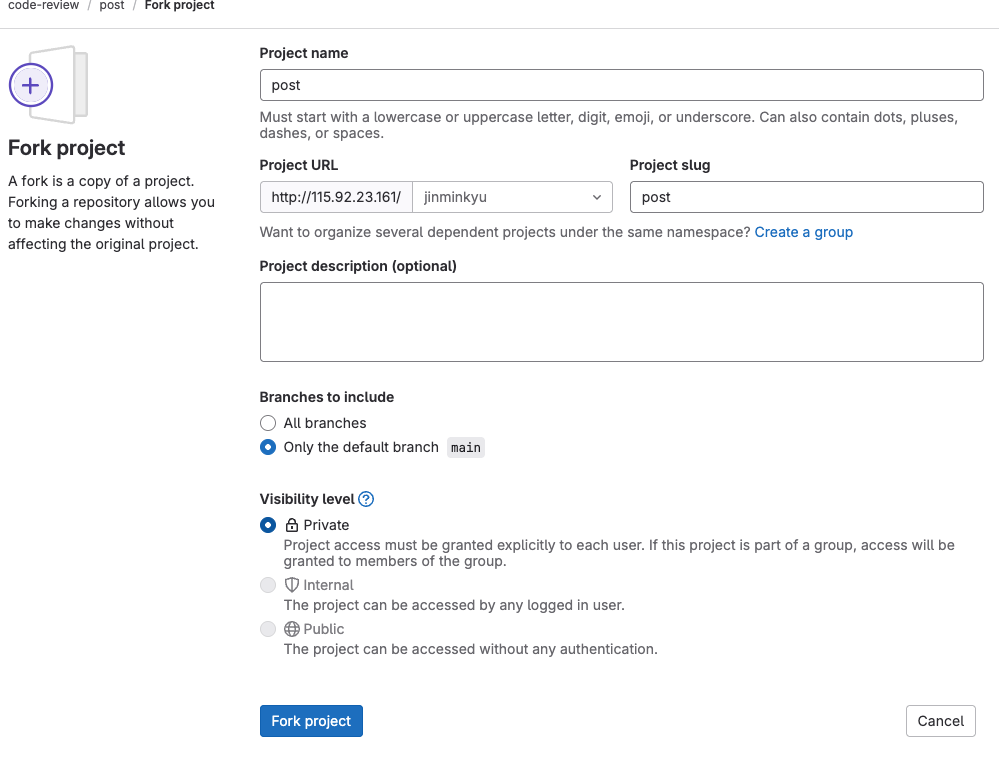 code-review / post / Fork project
Fork project
A fork is a copy of a project.
Forking a repository allows you
to make changes without
affecting the original project.
Project name
post
Must start with a lowercase or uppercase letter, digit, emoji, or underscore. Can also contain dots, pluses,
dashes, or spaces.
Project URL
http://115.92.23.161/ jinminkyu
Project slug
post
Want to organize several dependent projects under the same namespace? Create a group
Project description (optional)
Branches to include
All branches
Only the default branch main
Visibility level ?
Private
Project access must be granted explicitly to each user. If this project is part of a group, access will be
granted to members of the group.
Internal
The project can be accessed by any logged in user.
Public
The project can be accessed without any authentication.
Fork project
Cancel